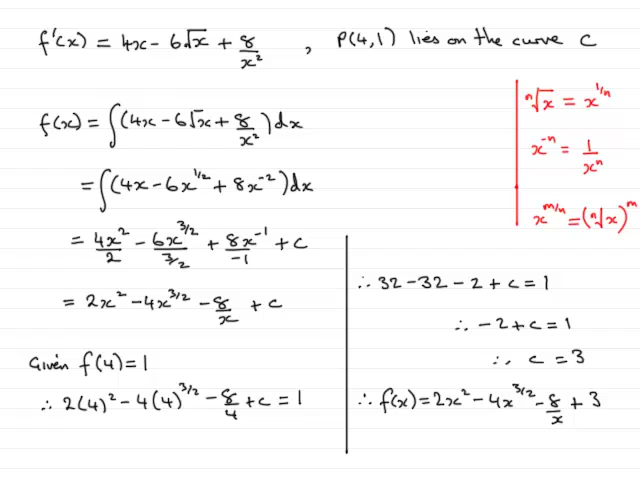 f'(x) = 4x - 6√x + 8/x² , P(4,1) lies on the curve C
f(x) = ∫(4x - 6√x + 8/x²)dx
= ∫(4x - 6x^{1/2} + 8x^{-2})dx
= 4x²/2 - 6x^{3/2}/(3/2) + 8x^{-1}/-1 + c
= 2x² - 4x^{3/2} - 8/x + c
Given f(4) = 1
∴ 2(4)² - 4(4)^{3/2} - 8/4 + c = 1
ⁿ√x = x^{1/n}
x^{-n} = 1/xⁿ
x^{m/n} = (ⁿ√x)^m
∴ 32 - 32 - 2 + c = 1
∴ -2 + c = 1
∴ c = 3
∴ f(x) = 2x² - 4x^{3/2} - 8/x + 3